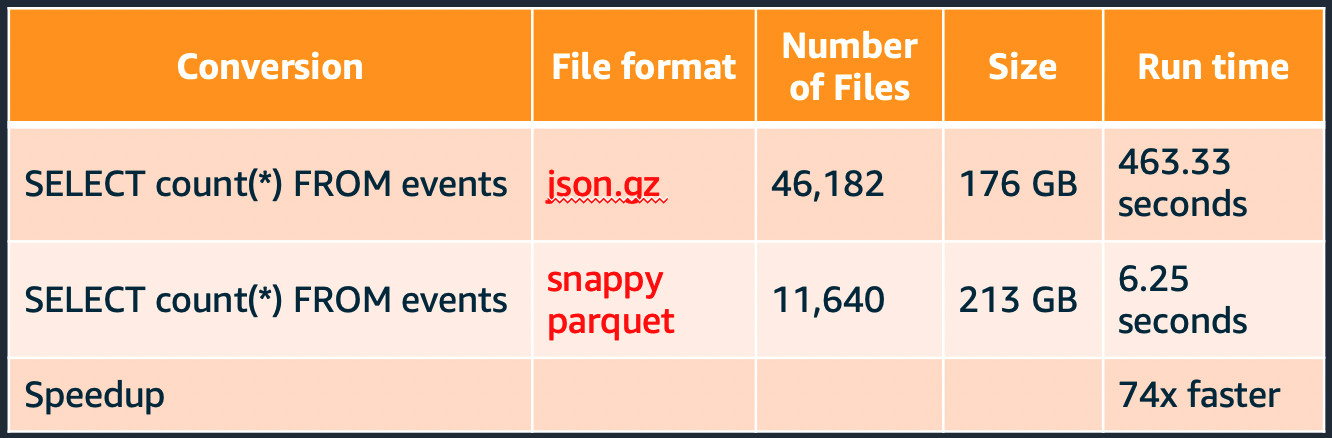 Conversion File format Number of Files Size Run time
SELECT count(*) FROM events json.gz 46,182 176 GB 463.33 seconds
SELECT count(*) FROM events snappy parquet 11,640 213 GB 6.25 seconds
Speedup 74x faster